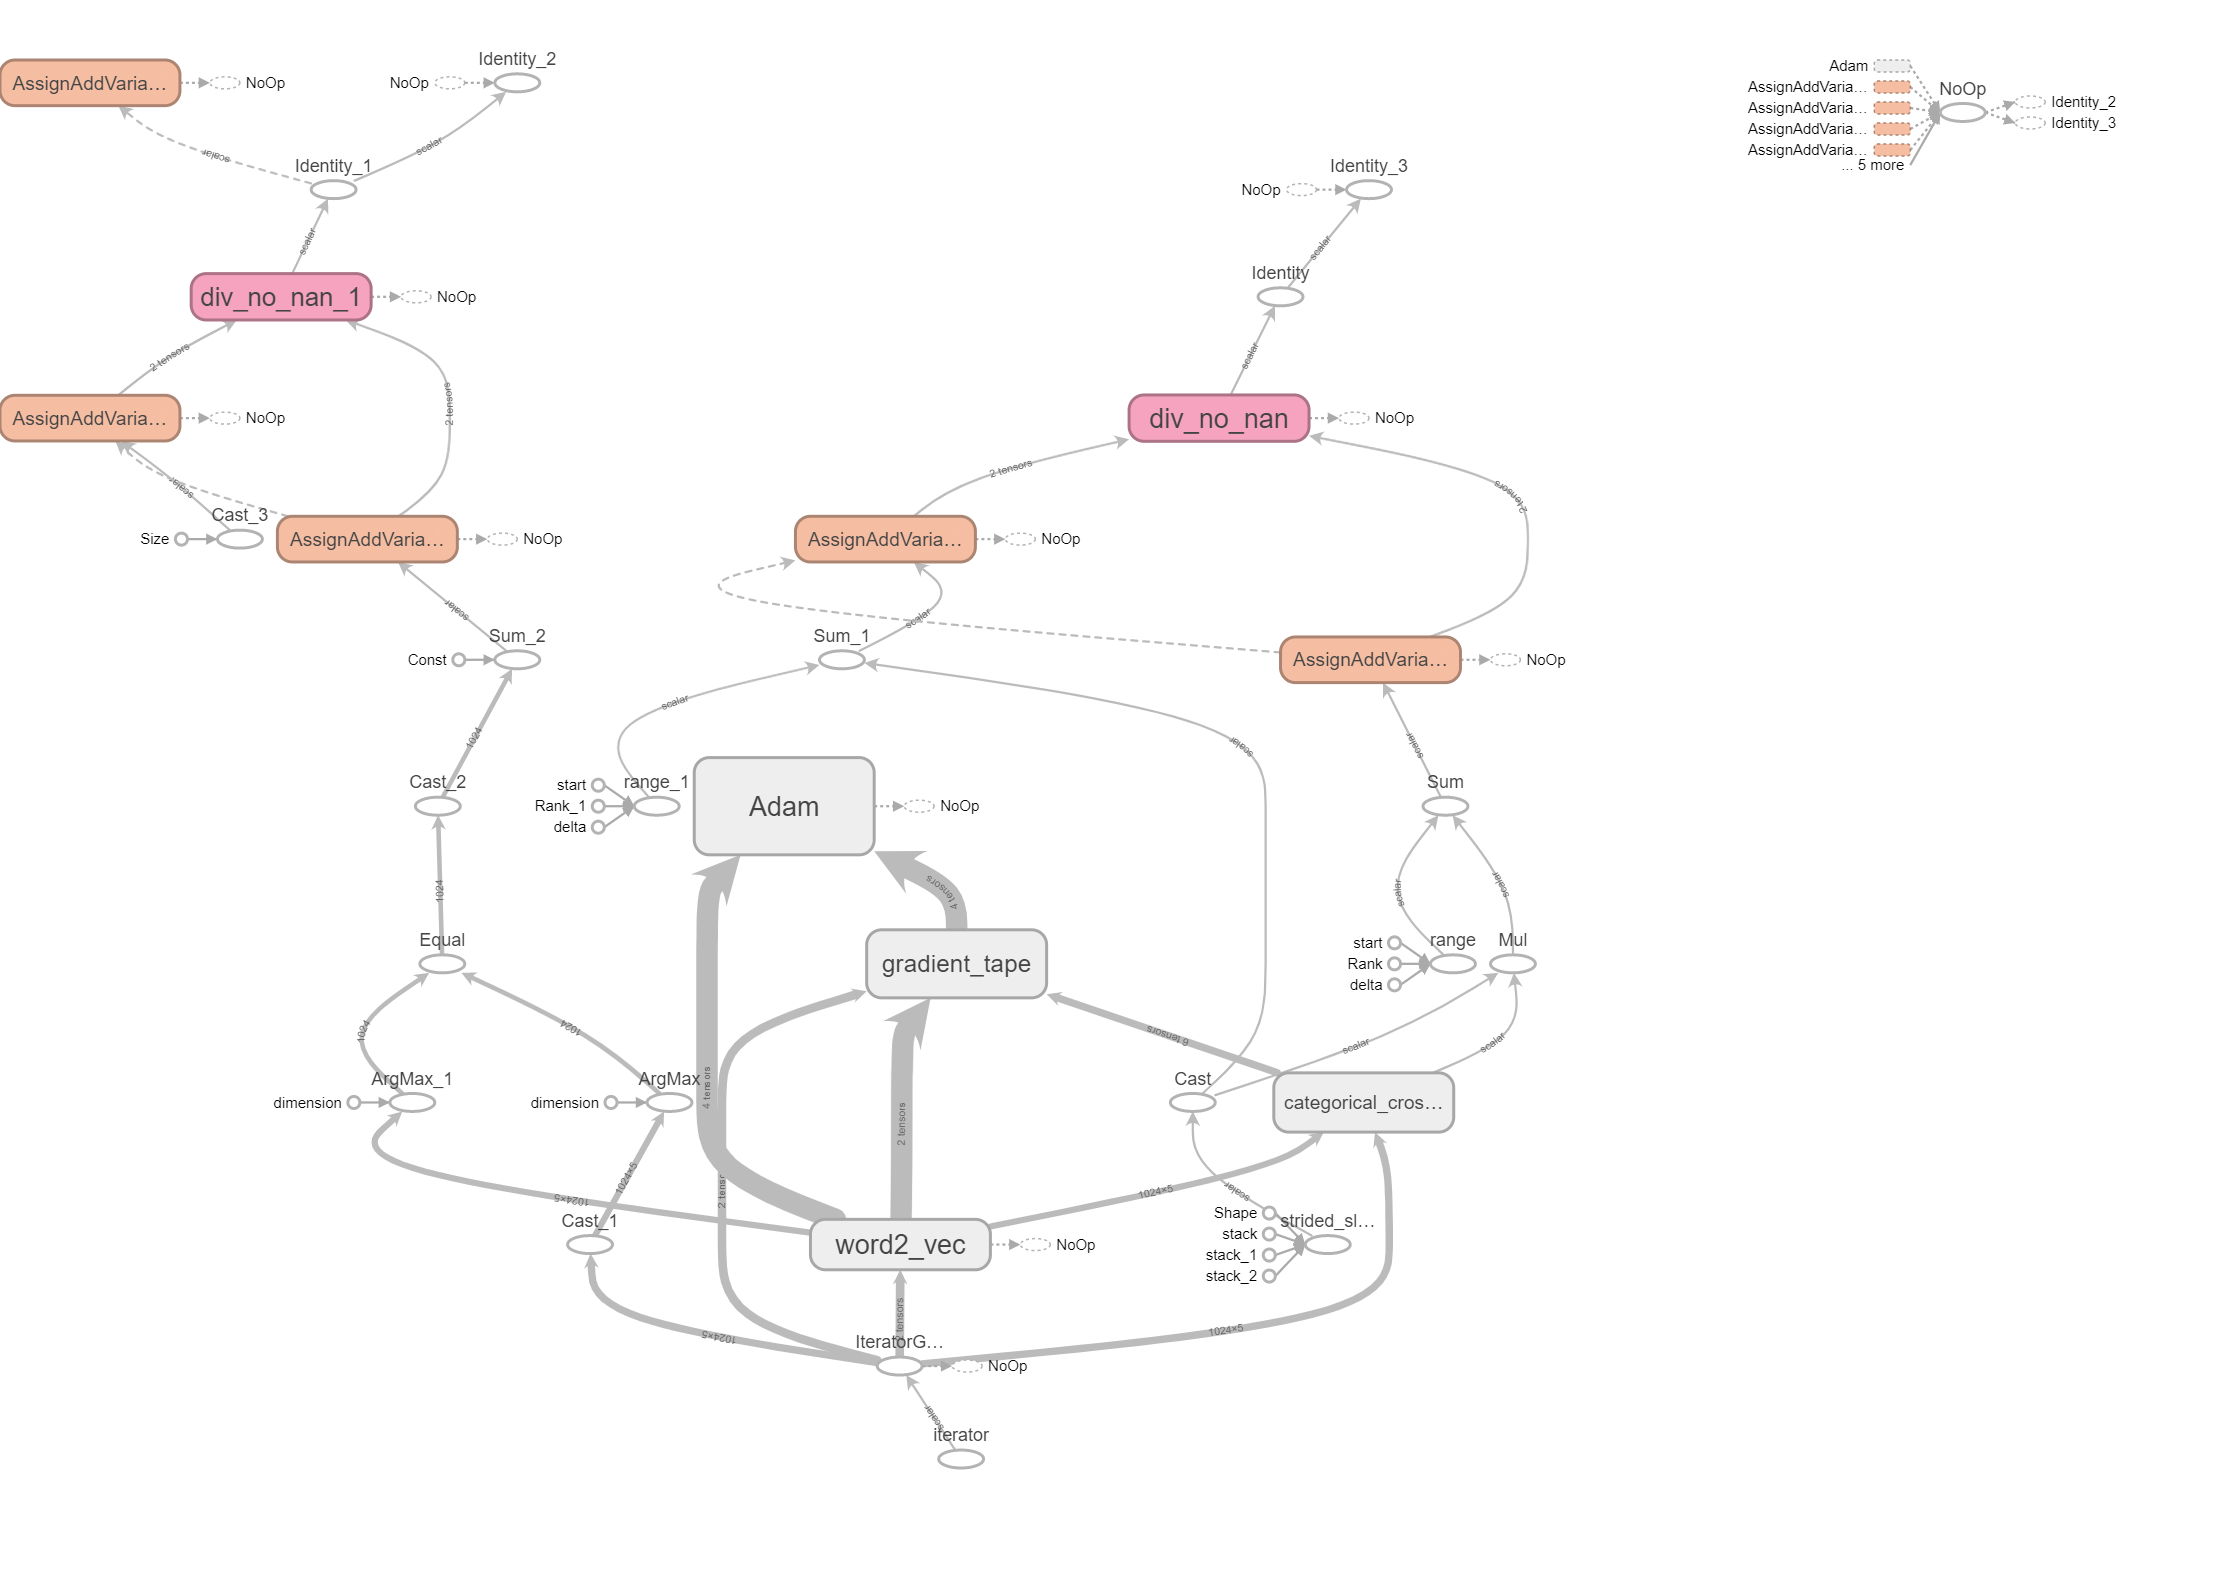 Identity_2
AssignAddVaria…
NoOp
NoOp
Adam
AssignAddVaria…
AssignAddVaria…
AssignAddVaria…
AssignAddVaria…
... 5 more
NoOp
Identity_2
Identity_3
scalar
scalar
Identity_1
Identity_3
NoOp
scalar
scalar
Identity
div_no_nan_1
NoOp
2 tensors
2 tensors
scalar
AssignAddVaria…
NoOp
div_no_nan
NoOp
scalar
2 tensors
2 tensors
Cast_3
Size
AssignAddVaria…
NoOp
AssignAddVaria…
NoOp
scalar
scalar
Sum_2
Const
Sum_1
AssignAddVaria…
NoOp
1024
scalar
scalar
scalar
Cast_2
start
Rank_1
delta
range_1
Adam
NoOp
Sum
1024
4 tensors
scalar
scalar
Equal
gradient_tape
start
Rank
delta
range
Mul
1024
1024
6 tensors
scalar
scalar
ArgMax_1
dimension
ArgMax
dimension
4 tensors
2 tensors
Cast
categorical_cros…
1024×5
1024×5
2 tensor
1024×5
scalar
Cast_1
word2_vec
NoOp
Shape
stack
stack_1
stack_2
strided_sl…
1024×5
tensors
1024×5
IteratorG…
NoOp
scalar
iterator